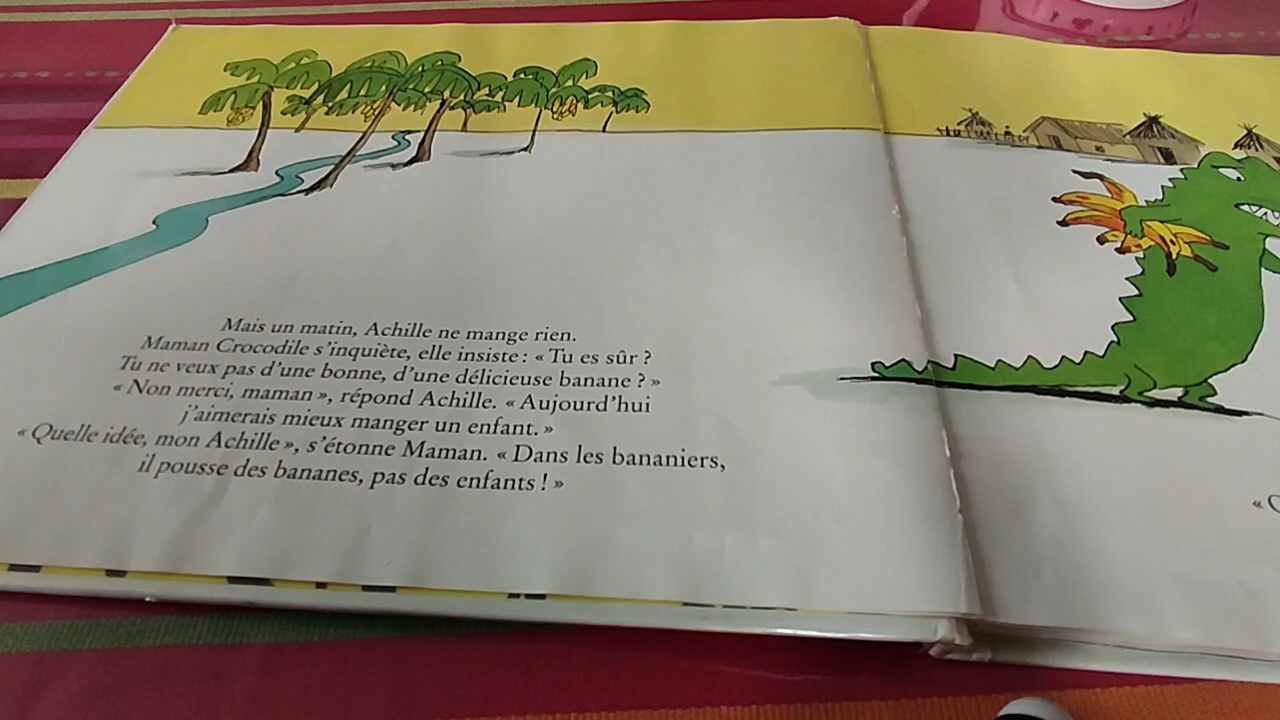 Mais un matin, Achille ne mange rien.
Maman Crocodile s'inquiète, elle insiste : « Tu es sûr ?
Tu ne veux pas d'une bonne, d'une délicieuse banane ? »
« Non merci, maman », répond Achille. « Aujourd'hui
j'aimerais mieux manger un enfant. »
« Quelle idée, mon Achille », s'étonne Maman. « Dans les bananiers,
il pousse des bananes, pas des enfants ! »